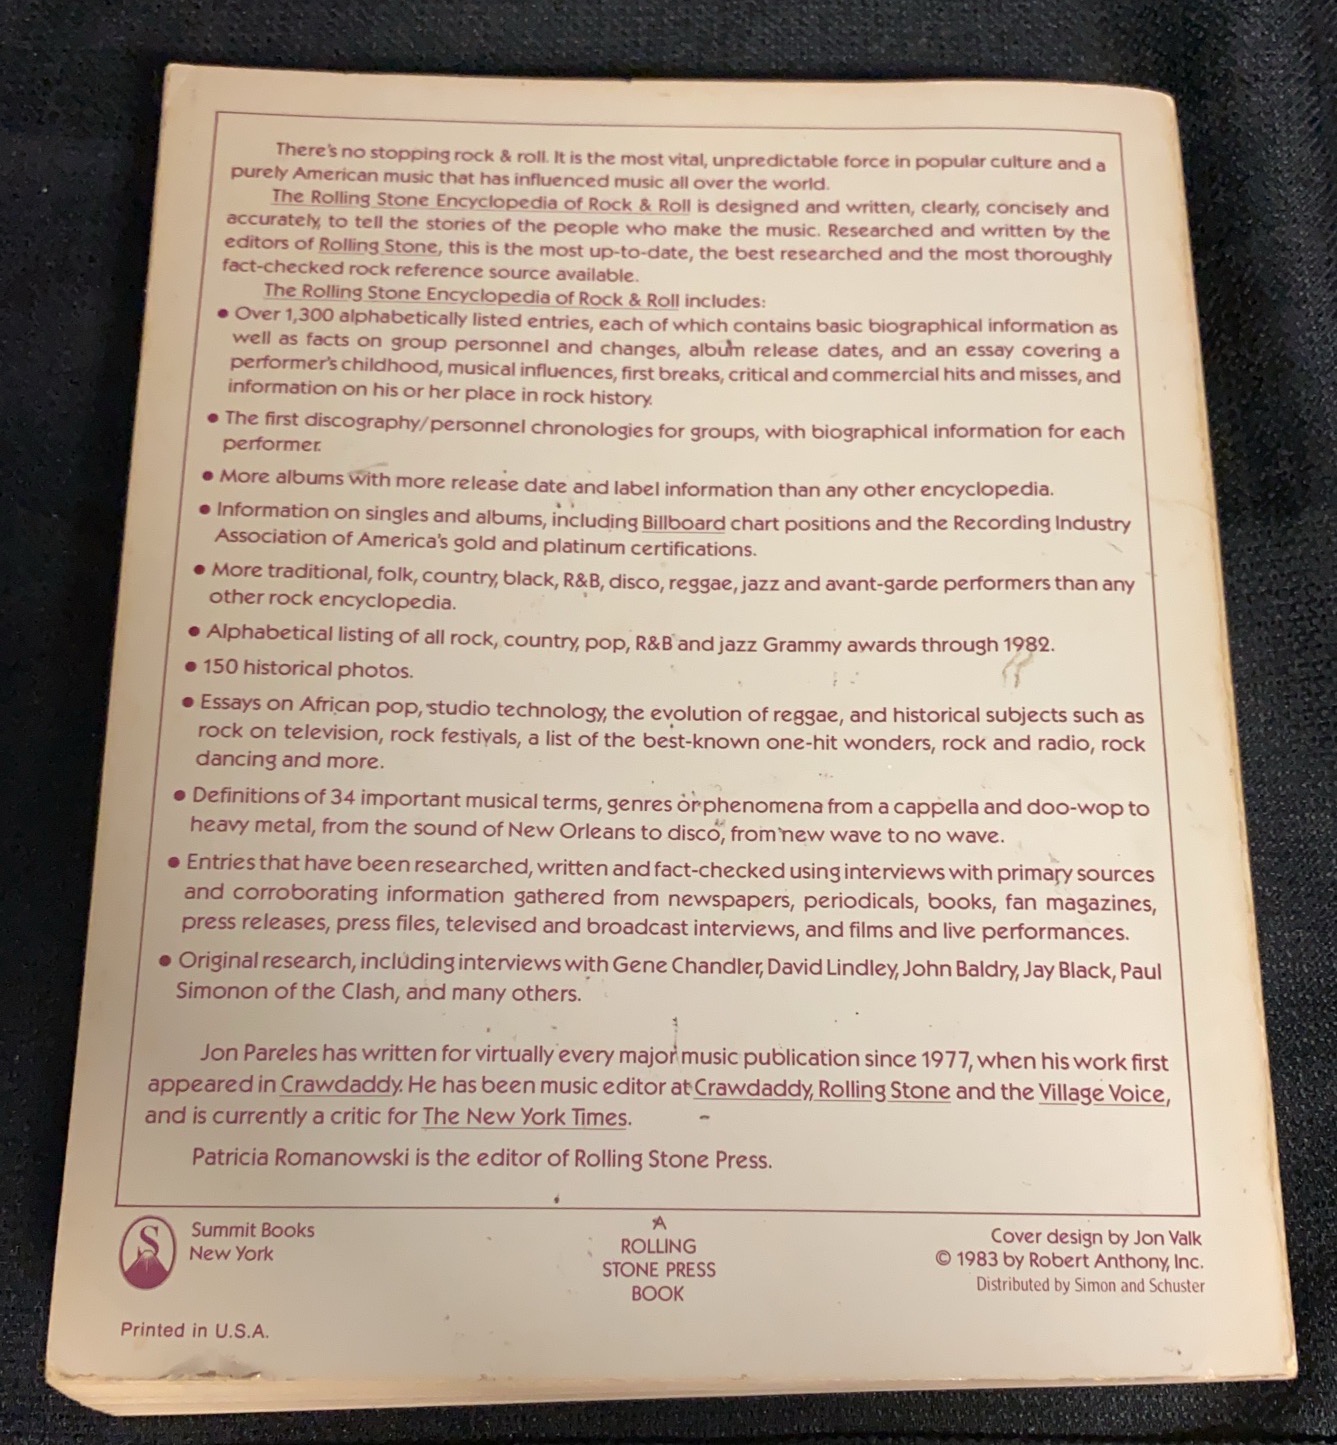 There's no stopping rock & roll. It is the most vital, unpredictable force in popular culture and a
purely American music that has influenced music all over the world.
The Rolling Stone Encyclopedia of Rock & Roll is designed and written, clearly, concisely and
accurately, to tell the stories of the people who make the music. Researched and written by the
editors of Rolling Stone, this is the most up-to-date, the best researched and the most thoroughly
fact-checked rock reference source available.
The Rolling Stone Encyclopedia of Rock & Roll includes:
• Over 1,300 alphabetically listed entries, each of which contains basic biographical information as
well as facts on group personnel and changes, album release dates, and an essay covering a
performer's childhood, musical influences, first breaks, critical and commercial hits and misses, and
information on his or her place in rock history.
• The first discography/personnel chronologies for groups, with biographical information for each
performer.
• More albums with more release date and label information than any other encyclopedia.
• Information on singles and albums, including Billboard chart positions and the Recording Industry
Association of America's gold and platinum certifications.
• More traditional, folk, country, black, R&B, disco, reggae, jazz and avant-garde performers than any
other rock encyclopedia.
• Alphabetical listing of all rock, country, pop, R&B and jazz Grammy awards through 1982.
• 150 historical photos.
• Essays on African pop, studio technology, the evolution of reggae, and historical subjects such as
rock on television, rock festivals, a list of the best-known one-hit wonders, rock and radio, rock
dancing and more.
• Definitions of 34 important musical terms, genres or phenomena from a cappella and doo-wop to
heavy metal, from the sound of New Orleans to disco, from new wave to no wave.
• Entries that have been researched, written and fact-checked using interviews with primary sources
and corroborating information gathered from newspapers, periodicals, books, fan magazines,
press releases, press files, televised and broadcast interviews, and films and live performances.
• Original research, including interviews with Gene Chandler, David Lindley, John Baldry, Jay Black, Paul
Simonon of the Clash, and many others.
Jon Pareles has written for virtually every major music publication since 1977, when his work first
appeared in Crawdaddy. He has been music editor at Crawdaddy, Rolling Stone and the Village Voice,
and is currently a critic for The New York Times.
Patricia Romanowski is the editor of Rolling Stone Press.
S
Summit Books
New York
Printed in U.S.A.
A
ROLLING
STONE PRESS
BOOK
Cover design by Jon Valk
© 1983 by Robert Anthony, Inc.
Distributed by Simon and Schuster